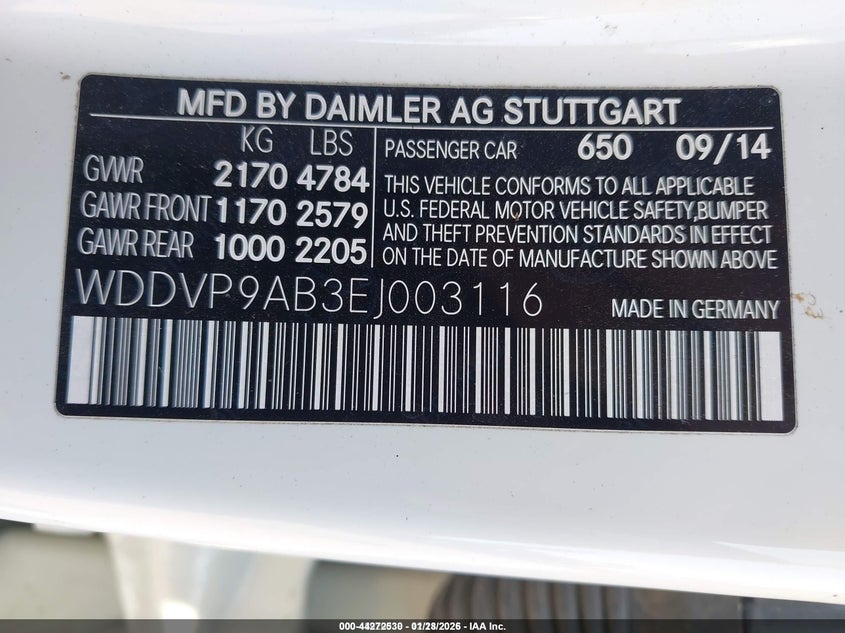 MFD BY DAIMLER AG STUTTGART
KG LBS
GVWR 2170 4784
GAWR FRONT 1170 2579
GAWR REAR 1000 2205
PASSENGER CAR 650 09/14
THIS VEHICLE CONFORMS TO ALL APPLICABLE
U.S. FEDERAL MOTOR VEHICLE SAFETY,BUMPER
AND THEFT PREVENTION STANDARDS IN EFFECT
ON THE DATE OF MANUFACTURE SHOWN ABOVE
WDDVP9AB3EJ003116
MADE IN GERMANY
000-44272530 - 01/28/2026 - IAA Inc.